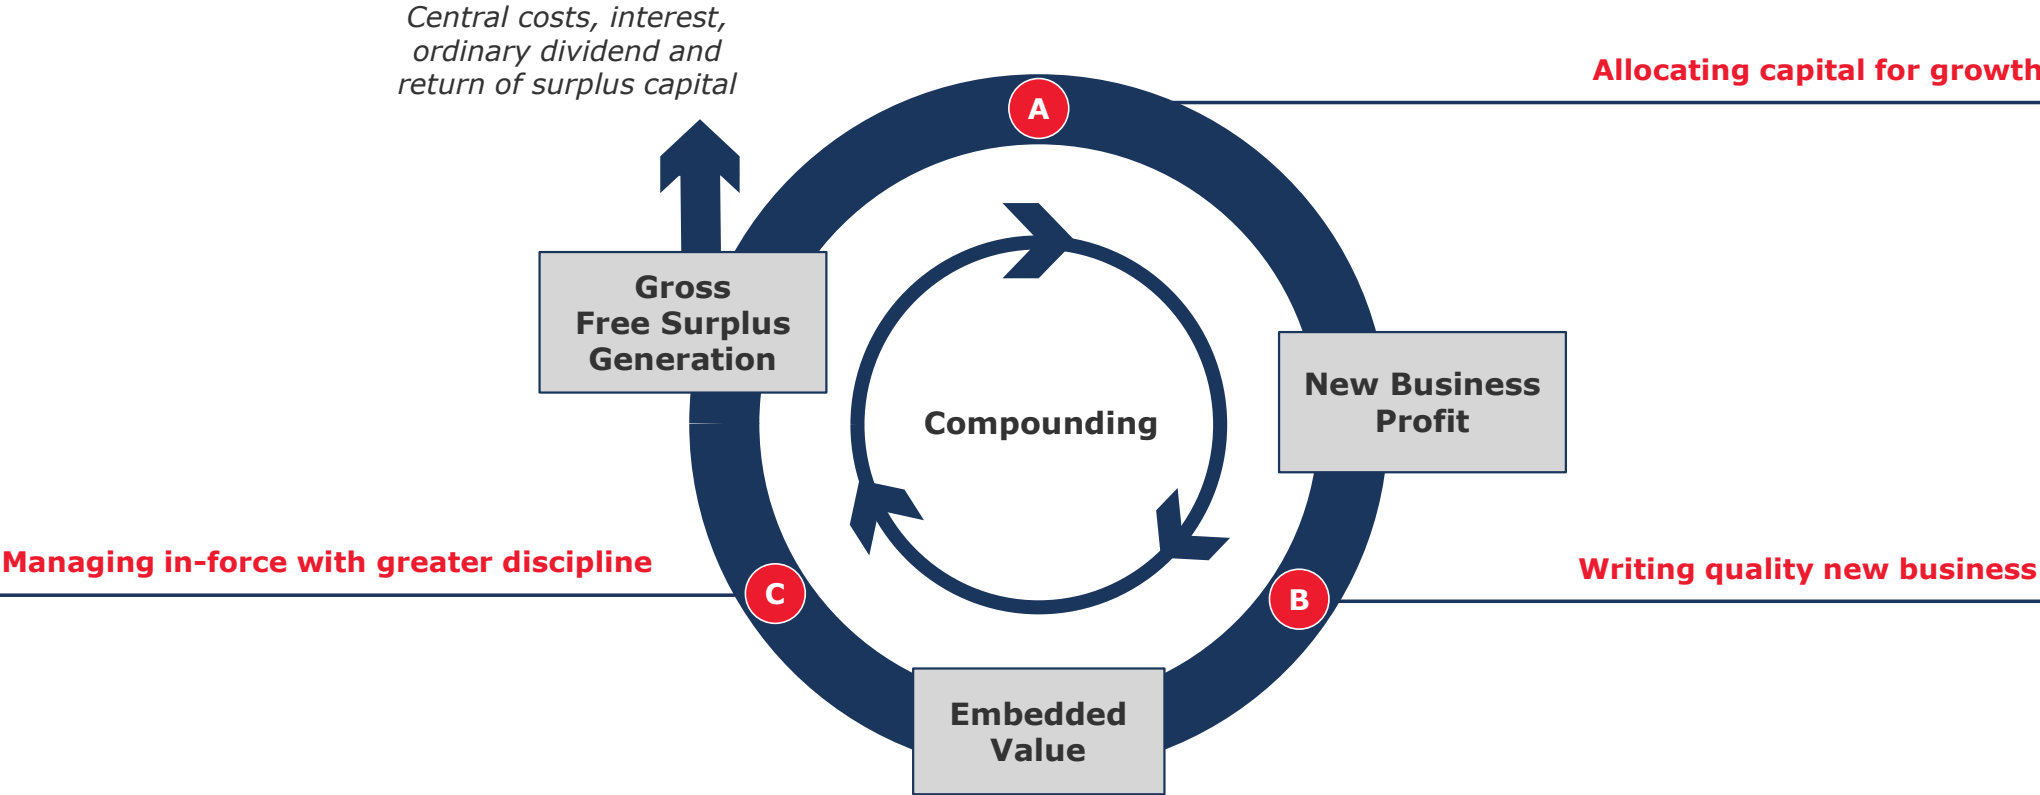 Central costs, interest,
ordinary dividend and
return of surplus capital
Allocating capital for growth
A
Gross
Free Surplus
Generation
New Business
Profit
Compounding
Managing in-force with greater discipline
Writing quality new business
C
B
Embedded
Value